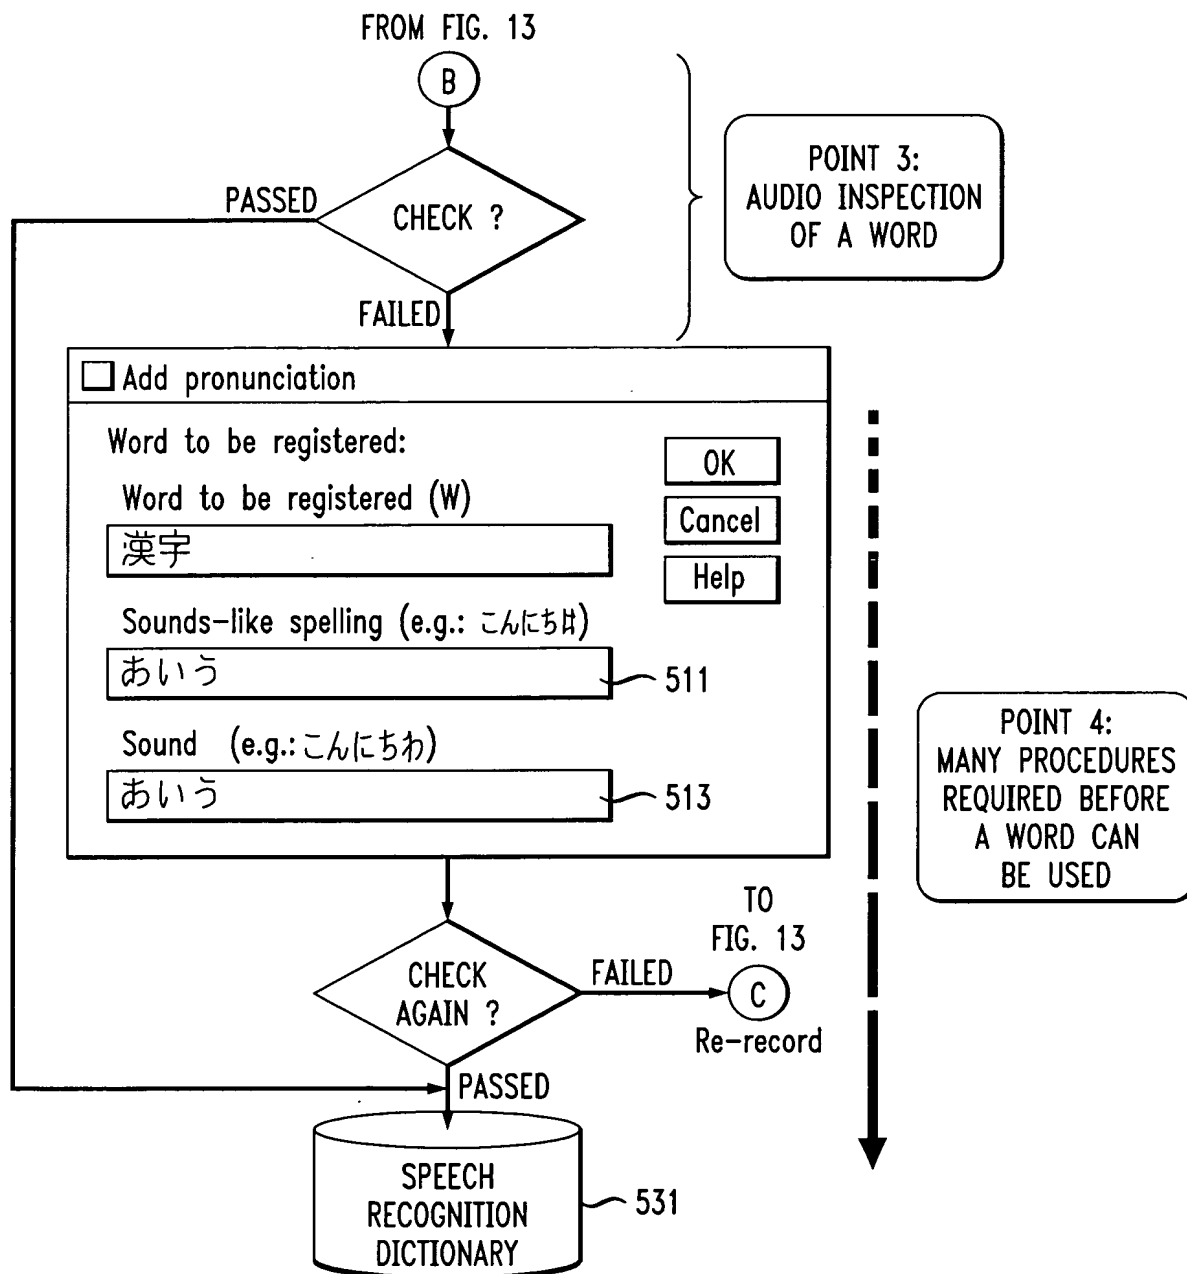 FROM FIG. 13
B
POINT 3:
AUDIO INSPECTION
OF A WORD
PASSED
CHECK ?
FAILED
Add pronunciation
Word to be registered:
OK
Word to be registered (W)
Cancel
漢字
Help
Sounds-like spelling (e.g.: こんにちは)
あいう
511
Sound (e.g.:こんにちわ)
あいう
513
POINT 4:
MANY PROCEDURES
REQUIRED BEFORE
A WORD CAN
BE USED
TO
FIG. 13
CHECK
AGAIN ?
FAILED
C
Re-record
PASSED
SPEECH
RECOGNITION
DICTIONARY
531